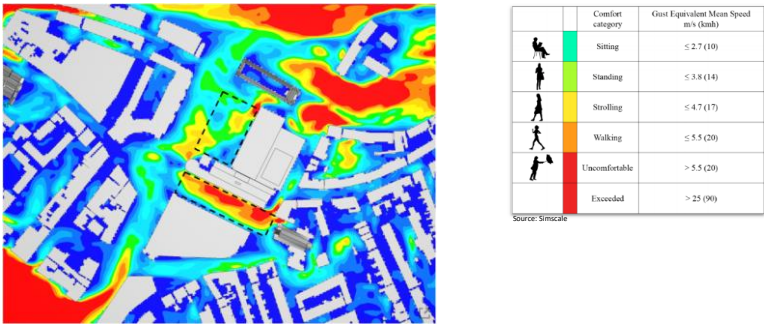 Comfort category Gust Equivalent Mean Speed m/s (kmh)
Sitting ≤ 2.7 (10)
Standing ≤ 3.8 (14)
Strolling ≤ 4.7 (17)
Walking ≤ 5.5 (20)
Uncomfortable > 5.5 (20)
Exceeded > 25 (90)
Source: Simscale